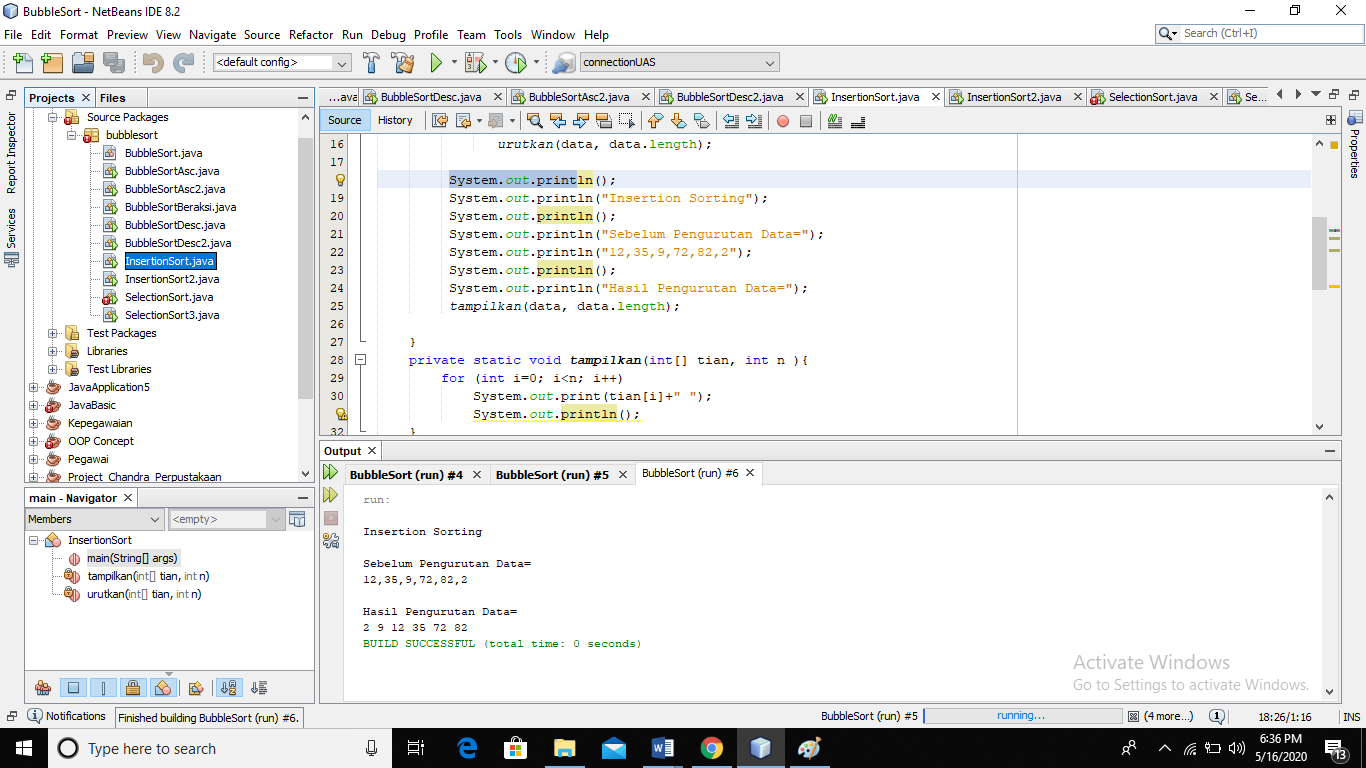 BubbleSort - NetBeans IDE 8.2
File Edit Format Preview View Navigate Source Refactor Run Debug Profile Team Tools Window Help
Search (Ctrl+I)
<default config>
connectionUAS
Report Inspector
Services
Projects
Files
Source Packages
bubblesort
BubbleSort.java
BubbleSortAsc.java
BubbleSortAsc2.java
BubbleSortBeraksi.java
BubbleSortDesc.java
BubbleSortDesc2.java
InsertionSort.java
InsertionSort2.java
SelectionSort.java
SelectionSort3.java
Test Packages
Libraries
Test Libraries
JavaApplication5
JavaBasic
Kepegawaian
OOP Concept
Pegawai
Project_Chandra_Perpustakaan
...ava BubbleSortDesc.java BubbleSortAsc2.java BubbleSortDesc2.java InsertionSort.java InsertionSort2.java SelectionSort.java Se...
Source History
16 urutkan(data, data.length);
17
System.out.println();
19 System.out.println("Insertion Sorting");
20 System.out.println();
21 System.out.println("Sebelum Pengurutan Data=");
22 System.out.println("12,35,9,72,82,2");
23 System.out.println();
24 System.out.println("Hasil Pengurutan Data=");
25 tampilkan(data, data.length);
26
27 }
28 private static void tampilkan(int[] tian, int n ){
29 for (int i=0; i<n; i++)
30 System.out.print(tian[i]+" ");
System.out.println();
32 }
Properties
main - Navigator
Members
<empty>
InsertionSort
main(String[] args)
tampilkan(int[] tian, int n)
urutkan(int[] tian, int n)
Output
BubbleSort (run) #4 BubbleSort (run) #5 BubbleSort (run) #6
run:
Insertion Sorting
Sebelum Pengurutan Data=
12,35,9,72,82,2
Hasil Pengurutan Data=
2 9 12 35 72 82
BUILD SUCCESSFUL (total time: 0 seconds)
Activate Windows
Go to Settings to activate Windows.
Notifications
Finished building BubbleSort (run) #6.
BubbleSort (run) #5
running...
(4 more...)
1
18:26/1:16
INS
Type here to search
6:36 PM
5/16/2020
13